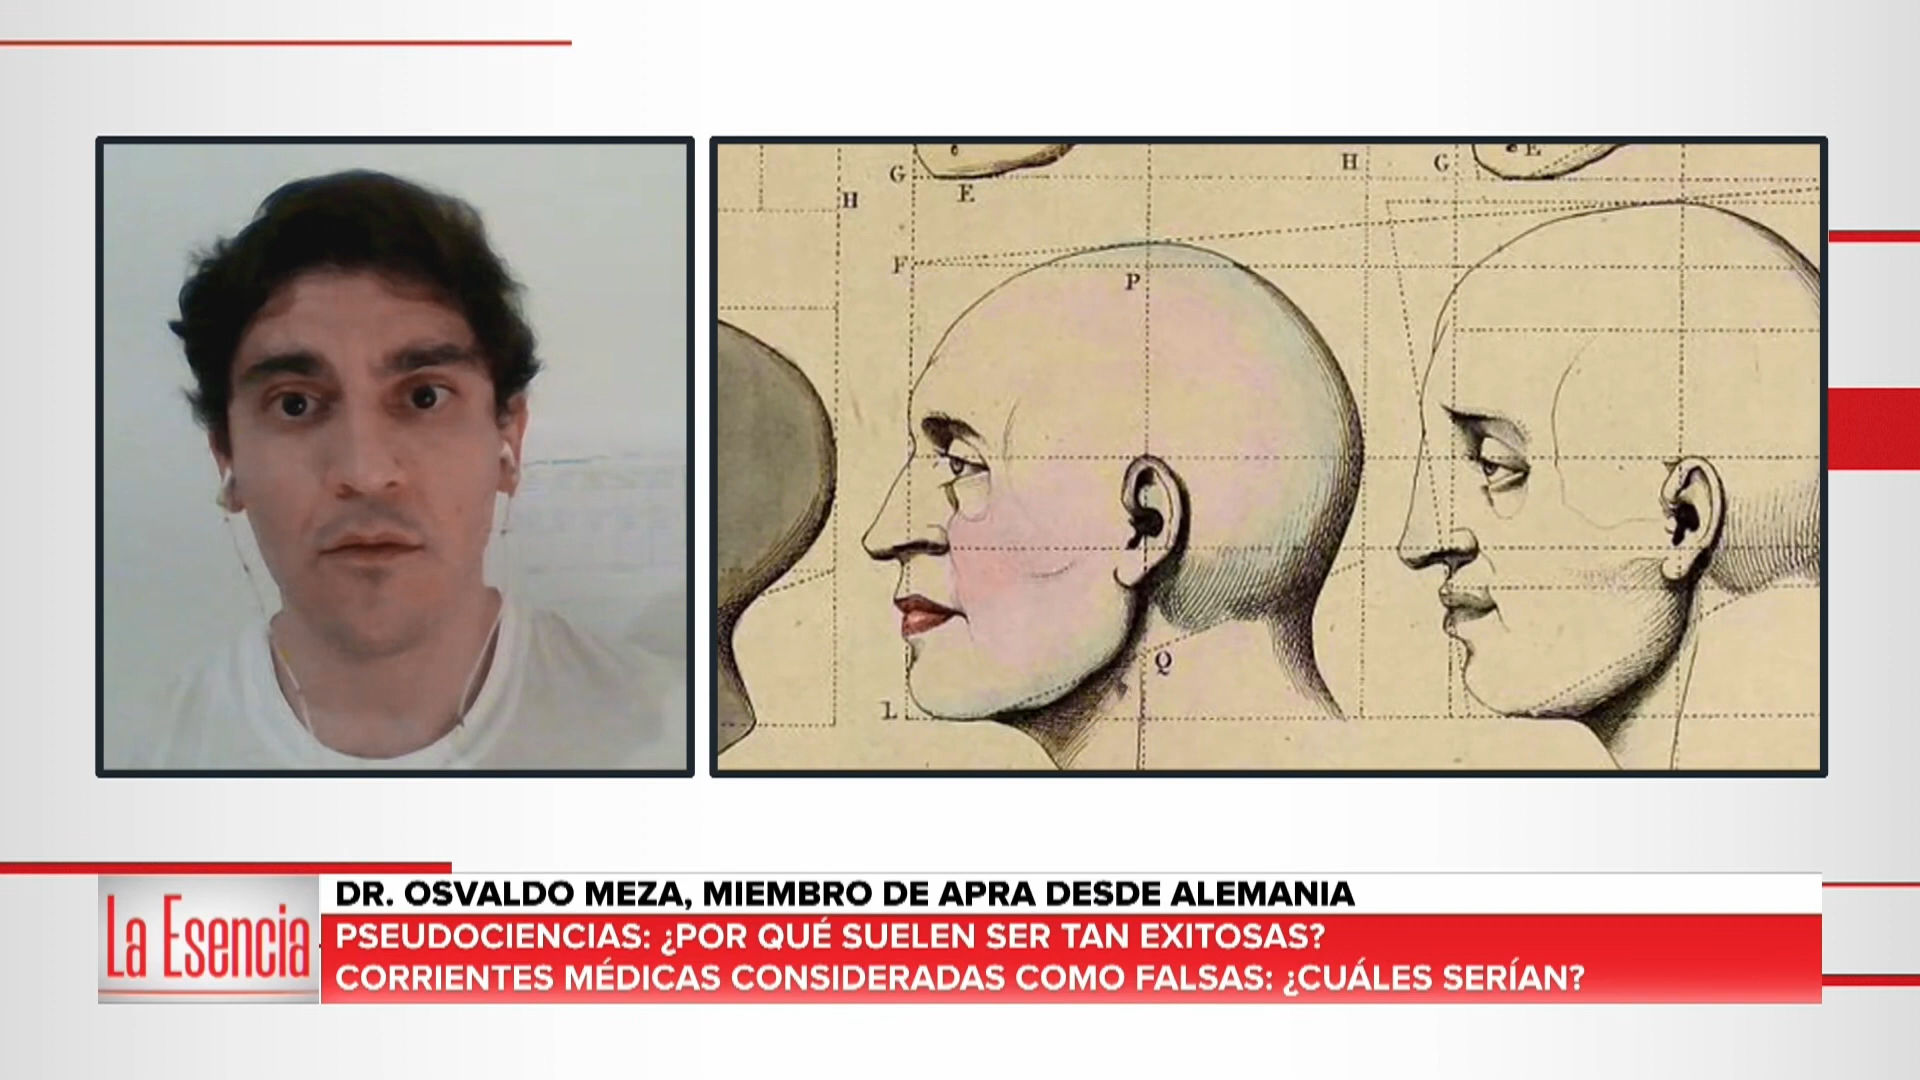 G
E
H
H
G
E
F
P
Q
L
La Esencia
DR. OSVALDO MEZA, MIEMBRO DE APRA DESDE ALEMANIA
PSEUDOCIENCIAS: ¿POR QUÉ SUELEN SER TAN EXITOSAS?
CORRIENTES MÉDICAS CONSIDERADAS COMO FALSAS: ¿CUÁLES SERÍAN?